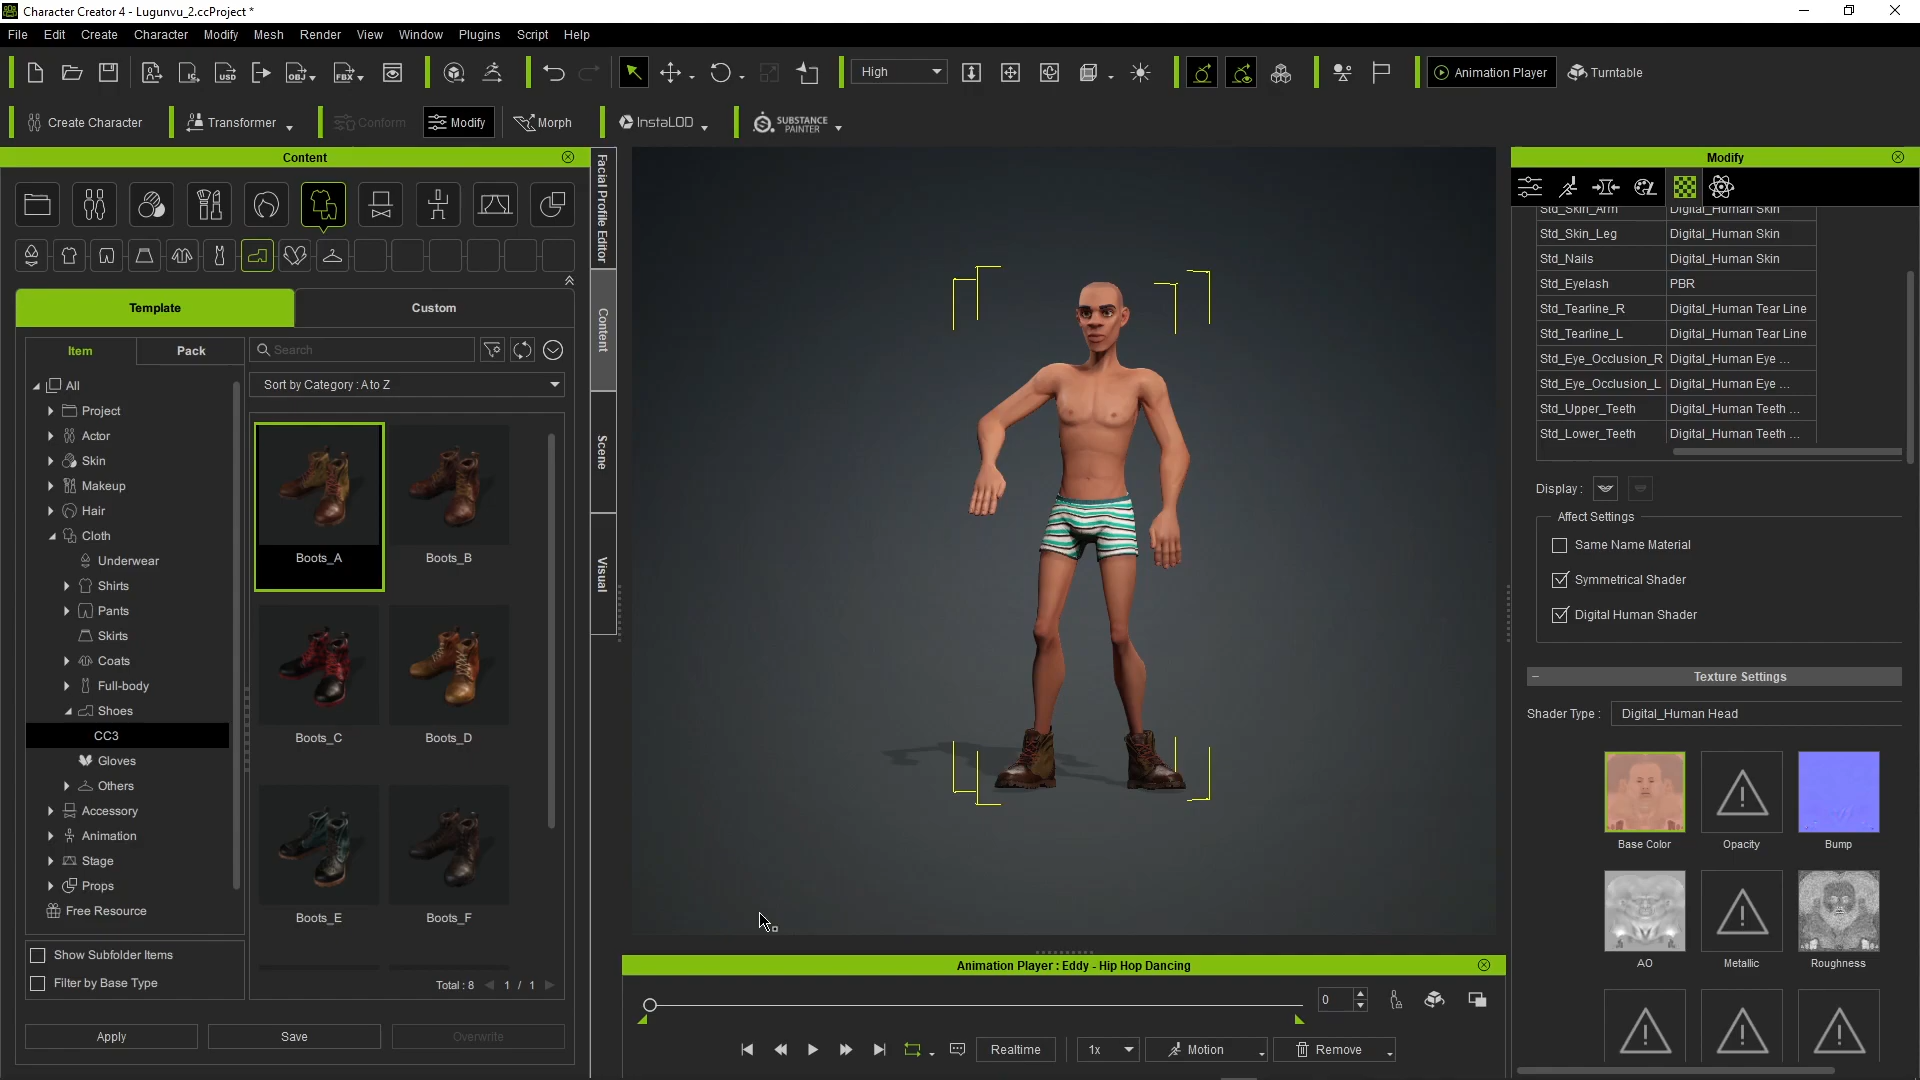 Character Creator 4 - Lugunvu_2.ccProject *
File Edit Create Character Modify Mesh Render View Window Plugins Script Help
IC USD OBJ FBX High Animation Player Turntable
Create Character Transformer Conform Modify Morph InstaLOD SUBSTANCE PAINTER
Content
Facial Profile Editor
Content
Scene
Visual
Template Custom
Item Pack Search
Sort by Category : A to Z
All
Project
Actor
Skin
Makeup
Hair
Cloth
Underwear
Shirts
Pants
Skirts
Coats
Full-body
Shoes
CC3
Gloves
Others
Accessory
Animation
Stage
Props
Free Resource
Show Subfolder Items
Filter by Base Type
Boots_A Boots_B
Boots_C Boots_D
Boots_E Boots_F
Total : 8 1 / 1
Apply Save Overwrite
Animation Player : Eddy - Hip Hop Dancing
0
Realtime 1x Motion Remove
Modify
Std_Skin_Arm Digital_Human Skin
Std_Skin_Leg Digital_Human Skin
Std_Nails Digital_Human Skin
Std_Eyelash PBR
Std_Tearline_R Digital_Human Tear Line
Std_Tearline_L Digital_Human Tear Line
Std_Eye_Occlusion_R Digital_Human Eye ...
Std_Eye_Occlusion_L Digital_Human Eye ...
Std_Upper_Teeth Digital_Human Teeth ...
Std_Lower_Teeth Digital_Human Teeth ...
Display :
Affect Settings
Same Name Material
Symmetrical Shader
Digital Human Shader
Texture Settings
Shader Type : Digital_Human Head
Base Color Opacity Bump
AO Metallic Roughness